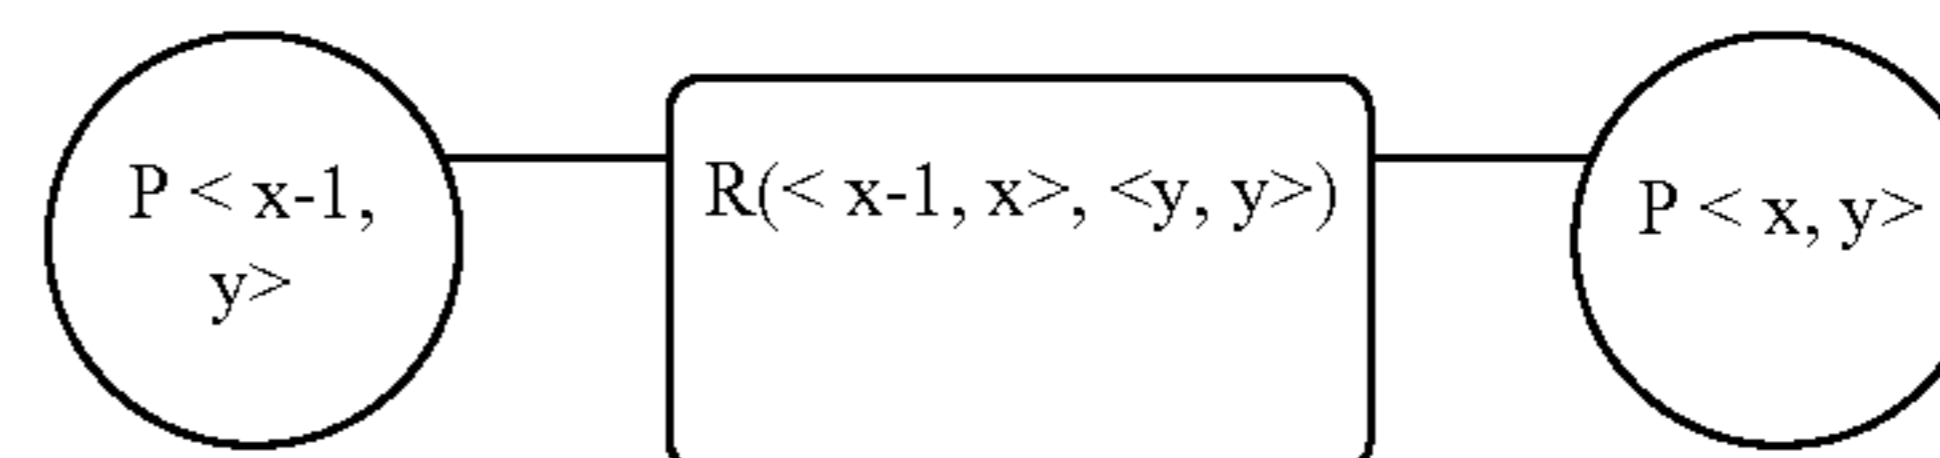 P < x-1,
y>
R(< x-1, x>, <y, y>)
P < x, y>